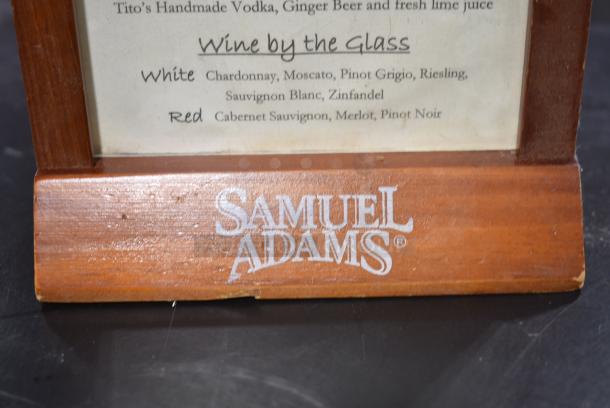 Tito's Handmade Vodka, Ginger Beer and fresh lime juice
Wine by the Glass
White Chardonnay, Moscato, Pinot Grigio, Riesling,
Sauvignon Blanc, Zinfandel
Red Cabernet Sauvignon, Merlot, Pinot Noir
SAMUEL
ADAMS®